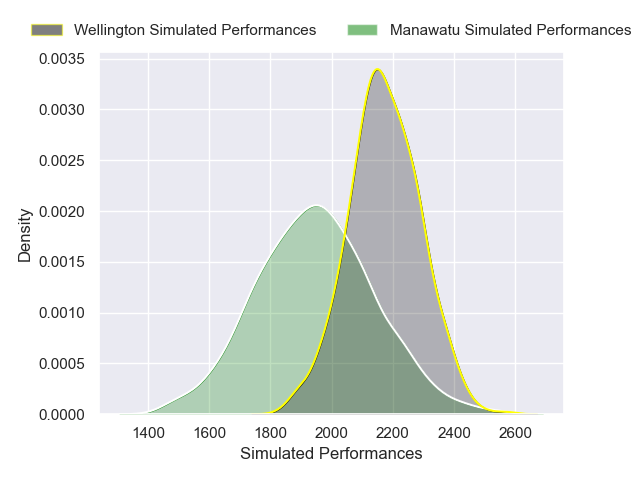 Wellington Simulated Performances
Manawatu Simulated Performances
Density
0.0035
0.0030
0.0025
0.0020
0.0015
0.0010
0.0005
0.0000
1400 1600 1800 2000 2200 2400 2600
Simulated Performances